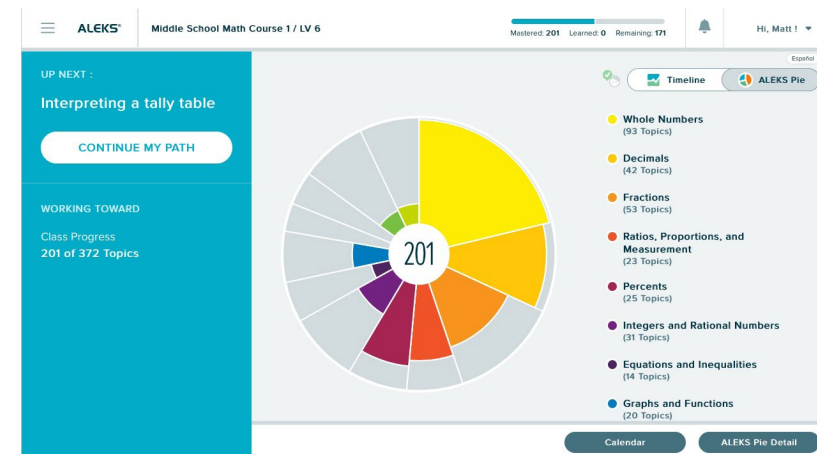 ALEKS®
Middle School Math Course 1 / LV 6
Mastered: 201 Learned: 0 Remaining: 171
Hi, Matt !
Español
UP NEXT :
Interpreting a tally table
CONTINUE MY PATH
WORKING TOWARD
Class Progress
201 of 372 Topics
Timeline
ALEKS Pie
201
Whole Numbers
(93 Topics)
Decimals
(42 Topics)
Fractions
(53 Topics)
Ratios, Proportions, and
Measurement
(23 Topics)
Percents
(25 Topics)
Integers and Rational Numbers
(31 Topics)
Equations and Inequalities
(14 Topics)
Graphs and Functions
(20 Topics)
Calendar
ALEKS Pie Detail